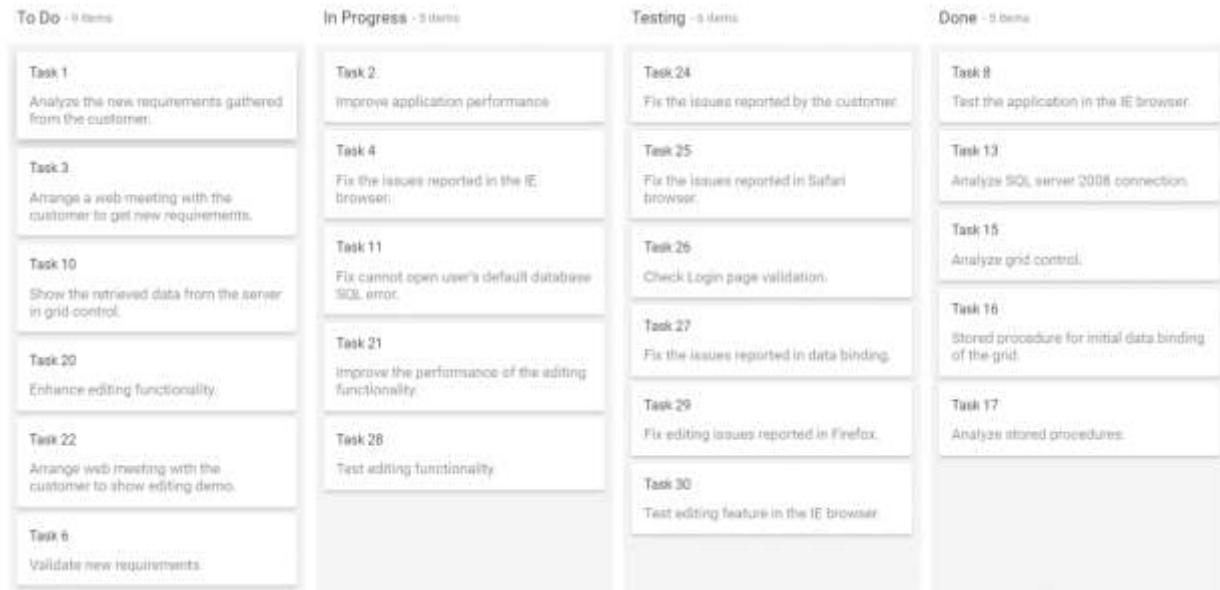 To Do - 9 items
Task 1
Analyze the new requirements gathered
from the customer.
Task 3
Arrange a web meeting with the
customer to get new requirements.
Task 10
Show the retrieved data from the server
in grid control.
Task 20
Enhance editing functionality.
Task 22
Arrange web meeting with the
customer to show editing demo.
Task 6
Validate new requirements
In Progress - 5 items
Task 2
Improve application performance
Task 4
Fix the issues reported in the IE
browser.
Task 11
Fix cannot open user's default database
SQL error.
Task 21
Improve the performance of the editing
functionality.
Task 28
Test editing functionality
Testing - 6 items
Task 24
Fix the issues reported by the customer.
Task 25
Fix the issues reported in Safari
browser.
Task 26
Check Login page validation.
Task 27
Fix the issues reported in data binding.
Task 29
Fix editing issues reported in Firefox.
Task 30
Test editing feature in the IE browser.
Done - 5 items
Task 8
Test the application in the IE browser.
Task 13
Analyze SQL server 2008 connection.
Task 15
Analyze grid control.
Task 16
Stored procedure for initial data binding
of the grid.
Task 17
Analyze stored procedures.